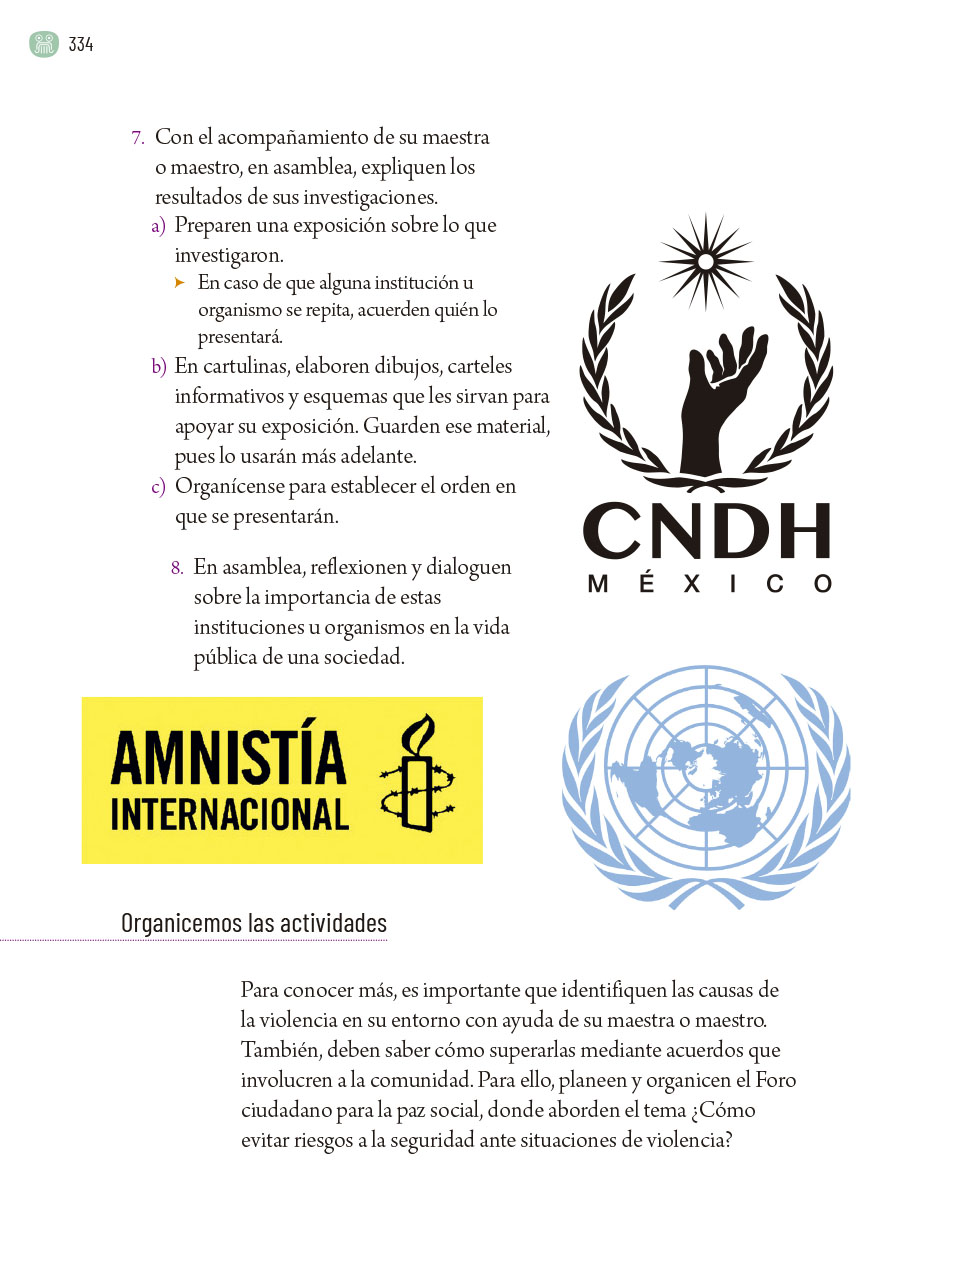 334
7. Con el acompañamiento de su maestra
o maestro, en asamblea, expliquen los
resultados de sus investigaciones.
a) Preparen una exposición sobre lo que
investigaron.
➤ En caso de que alguna institución u
organismo se repita, acuerden quién lo
presentará.
b) En cartulinas, elaboren dibujos, carteles
informativos y esquemas que les sirvan para
apoyar su exposición. Guarden ese material,
pues lo usarán más adelante.
c) Organícense para establecer el orden en
que se presentarán.
8. En asamblea, reflexionen y dialoguen
sobre la importancia de estas
instituciones u organismos en la vida
pública de una sociedad.
CNDH
MÉXICO
AMNISTÍA
INTERNACIONAL
Organicemos las actividades
Para conocer más, es importante que identifiquen las causas de
la violencia en su entorno con ayuda de su maestra o maestro.
También, deben saber cómo superarlas mediante acuerdos que
involucren a la comunidad. Para ello, planeen y organicen el Foro
ciudadano para la paz social, donde aborden el tema ¿Cómo
evitar riesgos a la seguridad ante situaciones de violencia?